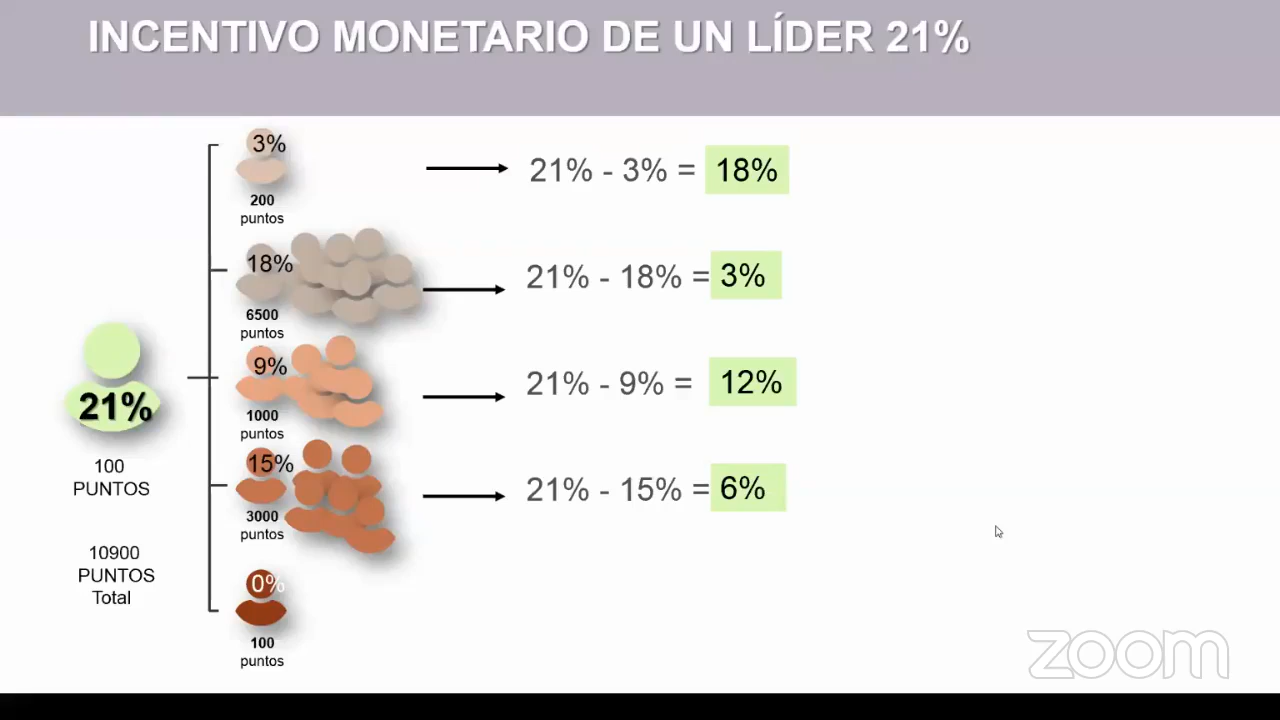 INCENTIVO MONETARIO DE UN LÍDER 21%
3%
200
puntos
21% - 3% = 18%
18%
6500
puntos
21% - 18% = 3%
9%
1000
puntos
21% - 9% = 12%
15%
3000
puntos
21% - 15% = 6%
0%
100
puntos
21%
100
PUNTOS
10900
PUNTOS
Total
zoom